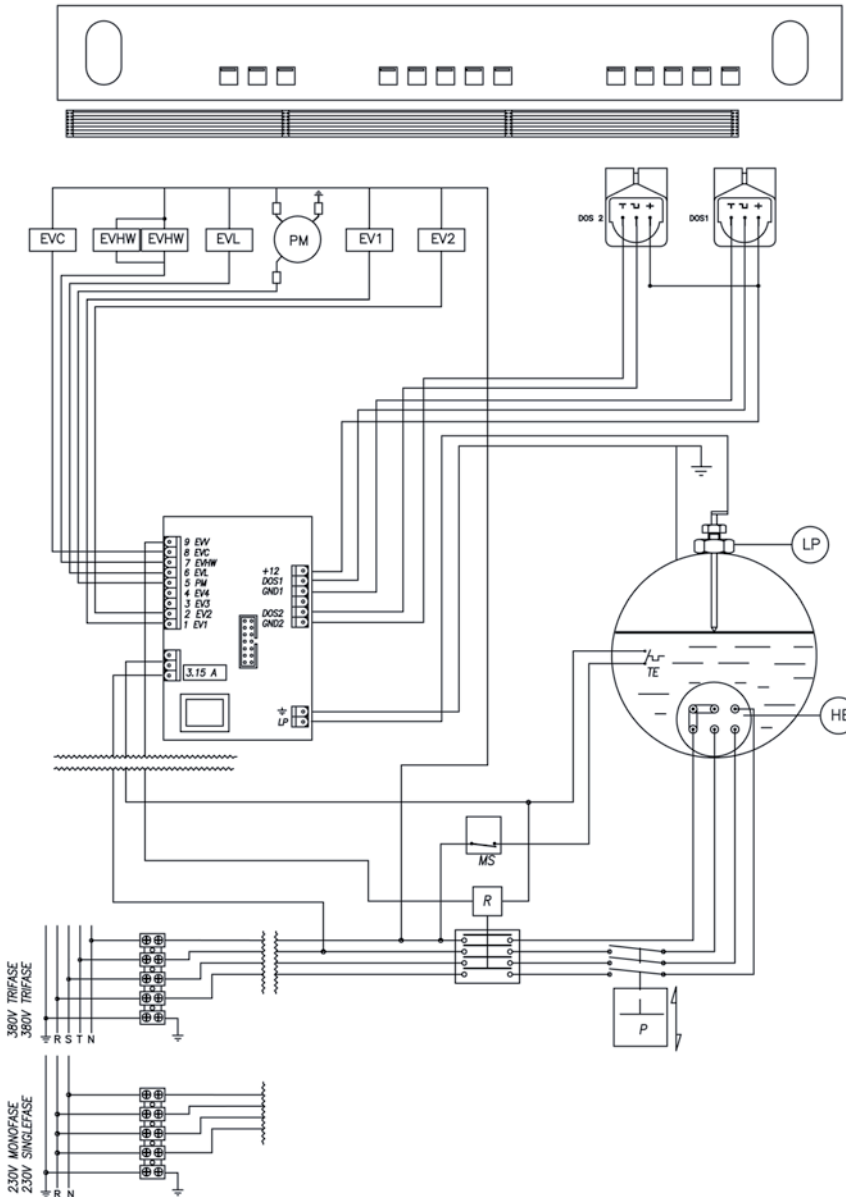 DOS 2
DOS1
EVC
EVHW
EVHW
EVL
PM
EV1
EV2
LP
9 EVV
8 EVC
7 EVHW
6 EVL
5 PM
4 EV4
3 EV3
2 EV2
1 EV1
+12
DOS1
GND1
DOS2
GND2
3.15 A
LP
TE
HE
MS
R
P
380V TRIFASE
380V TRIFASE
R S T N
230V MONOFASE
230V SINGLEFASE
R N